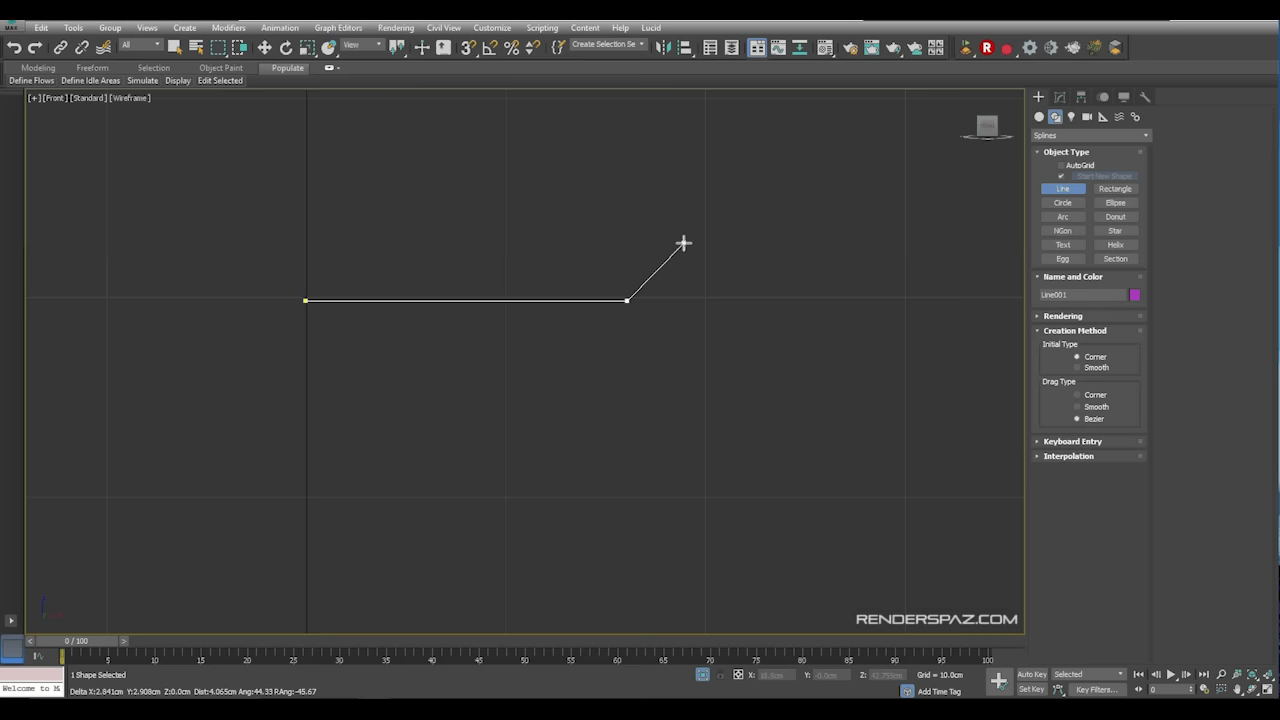 Edit Tools Group Views Create Modifiers Animation Graph Editors Rendering Civil View Customize Scripting Content Help Lucid
All View Create Selection Se
Modeling Freeform Selection Object Paint Populate
Define Flows Define Idle Areas Simulate Display Edit Selected
[+] [Front] [Standard] [Wireframe]
Splines
Object Type
AutoGrid
Start New Shape
Line Rectangle
Circle Ellipse
Arc Donut
NGon Star
Text Helix
Egg Section
Name and Color
Line001
Rendering
Creation Method
Initial Type
Corner
Smooth
Drag Type
Corner
Smooth
Bezier
Keyboard Entry
Interpolation
RENDERSPAZ.COM
0 / 100
5 10 15 20 25 30 35 40 45 50 55 60 65 70 75 80 85 90 95 100
1 Shape Selected X: 18.5cm Y: -0.0cm Z: 42.755cm Grid = 10.0cm Auto Key Selected
Welcome to M Delta X:2.841cm Y:2.908cm Z:0.0cm Dist:4.065cm Ang:44.33 RAng:-45.67 Add Time Tag Set Key Key Filters... 0